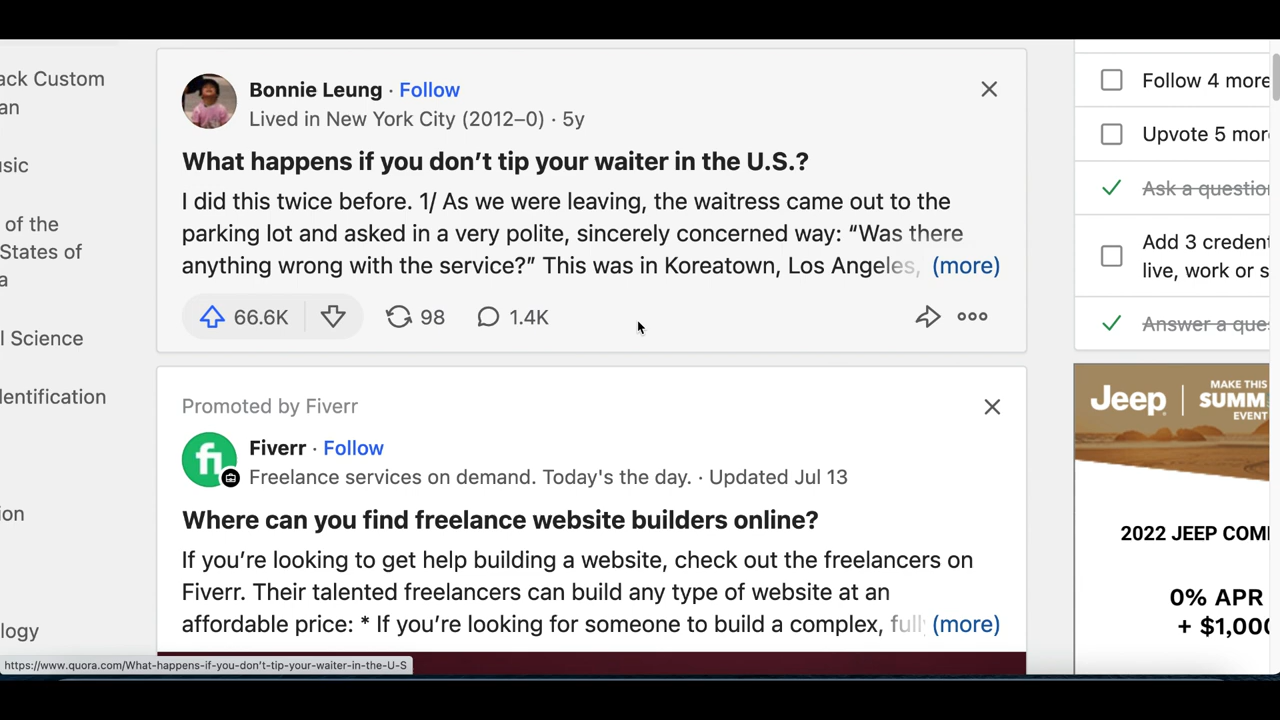 ack Custom
an
sic
of the
States of
a
l Science
lentification
ion
logy
Bonnie Leung · Follow
Lived in New York City (2012–0) · 5y
What happens if you don’t tip your waiter in the U.S.?
I did this twice before. 1/ As we were leaving, the waitress came out to the
parking lot and asked in a very polite, sincerely concerned way: “Was there
anything wrong with the service?” This was in Koreatown, Los Angeles, (more)
66.6K 98 1.4K
Promoted by Fiverr
fi
Fiverr · Follow
Freelance services on demand. Today's the day. · Updated Jul 13
Where can you find freelance website builders online?
If you’re looking to get help building a website, check out the freelancers on
Fiverr. Their talented freelancers can build any type of website at an
affordable price: * If you’re looking for someone to build a complex, full (more)
Follow 4 more
Upvote 5 mor
Ask a questio
Add 3 creden
live, work or s
Answer a que
Jeep
MAKE THIS
SUMM
EVENT
2022 JEEP COM
0% APR
+ $1,000
https://www.quora.com/What-happens-if-you-don't-tip-your-waiter-in-the-U-S